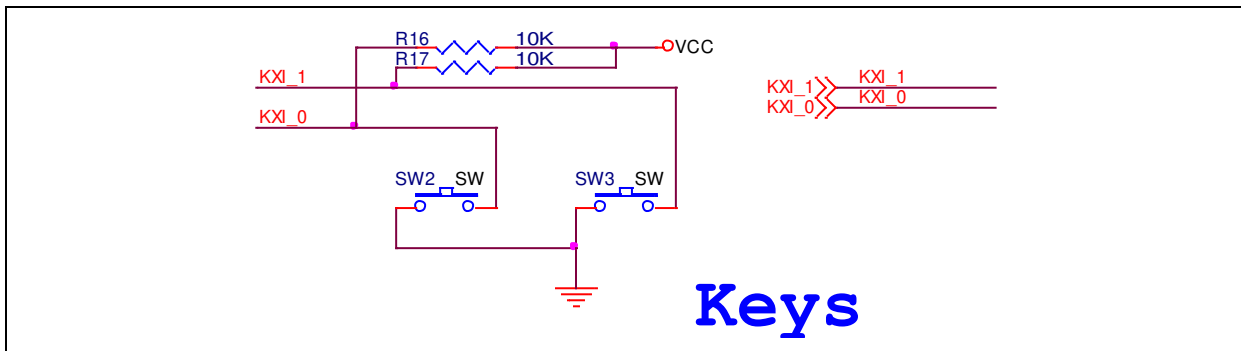 R16 10K
VCC
R17 10K
KXI_1
KXI_0
KXI_1 KXI_1
KXI_0 KXI_0
SW2 SW
SW3 SW
Keys